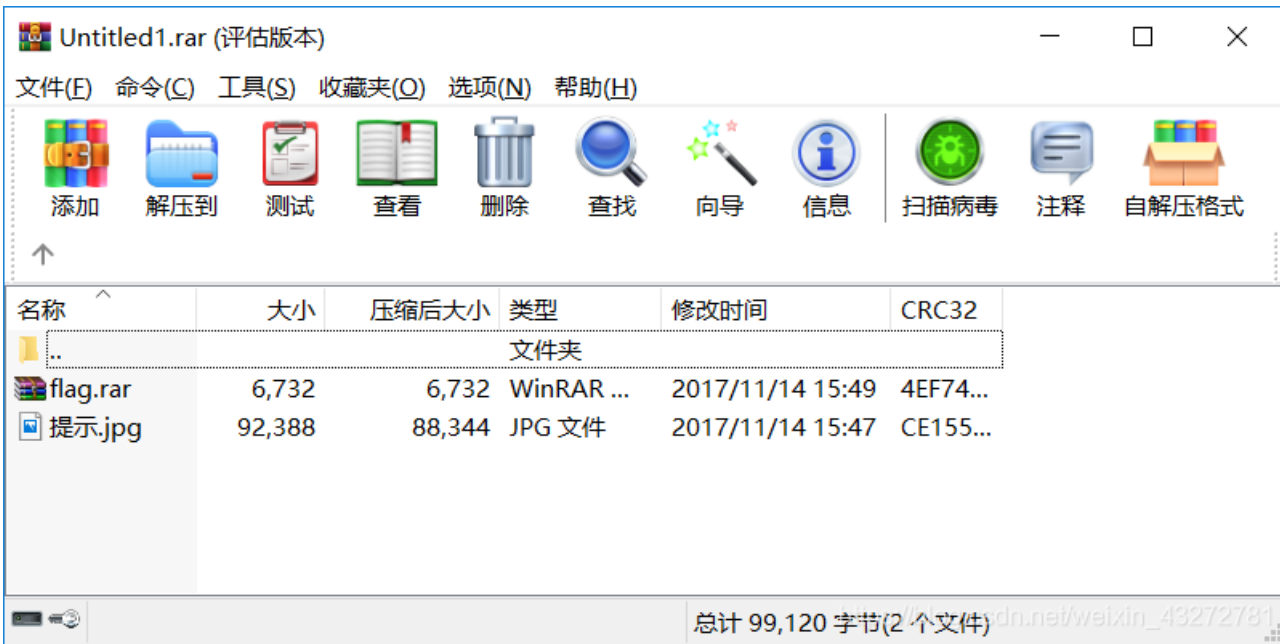 Untitled1.rar (评估版本)
文件(F) 命令(C) 工具(S) 收藏夹(O) 选项(N) 帮助(H)
添加 解压到 测试 查看 删除 查找 向导 信息 扫描病毒 注释 自解压格式
名称 大小 压缩后大小 类型 修改时间 CRC32
.. 文件夹
flag.rar 6,732 6,732 WinRAR ... 2017/11/14 15:49 4EF74...
提示.jpg 92,388 88,344 JPG 文件 2017/11/14 15:47 CE155...
总计 99,120 字节(2 个文件)
https://blog.csdn.net/weixin_43272781